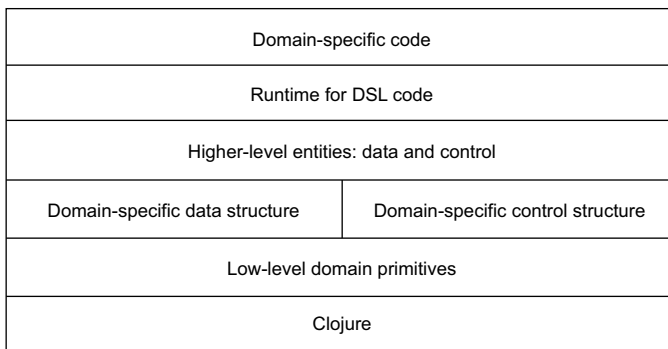 Domain-specific code
Runtime for DSL code
Higher-level entities: data and control
Domain-specific data structure
Domain-specific control structure
Low-level domain primitives
Clojure